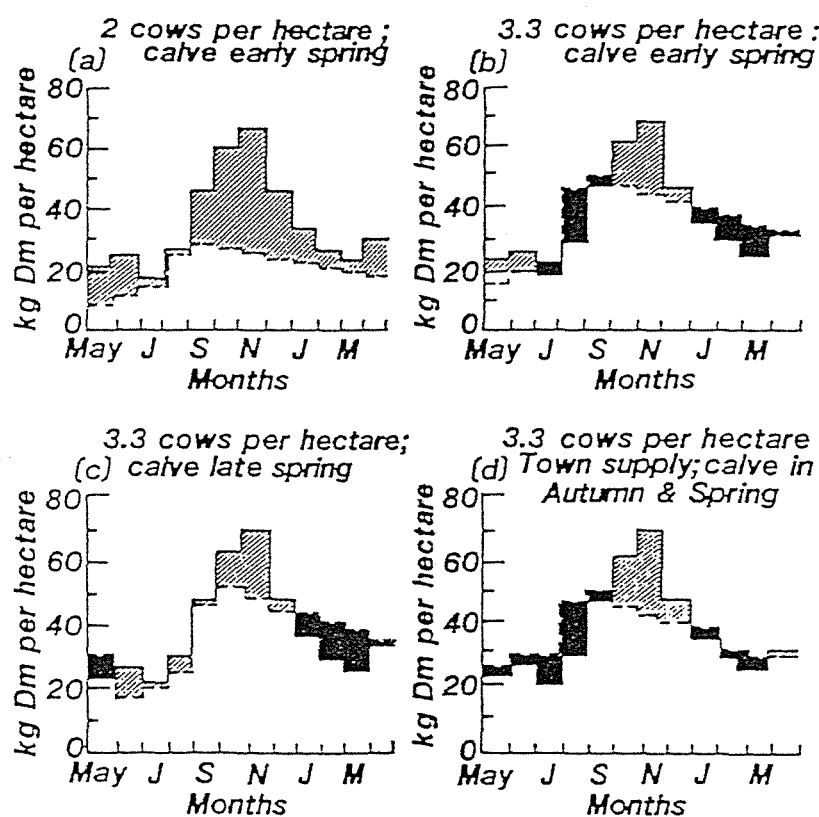 2 cows per hectare;
(a) calve early spring
kg Dm per hectare
80
60
40
20
0
May J S N J M
Months
3.3 cows per hectare:
(b) calve early spring
kg Dm per hectare
80
60
40
20
0
May J S N J M
Months
3.3 cows per hectare;
(c) calve late spring
kg Dm per hectare
80
60
40
20
0
May J S N J M
Months
3.3 cows per hectare
(d) Town supply; calve in
Autumn & Spring
kg Dm per hectare
80
60
40
20
0
May J S N J M
Months